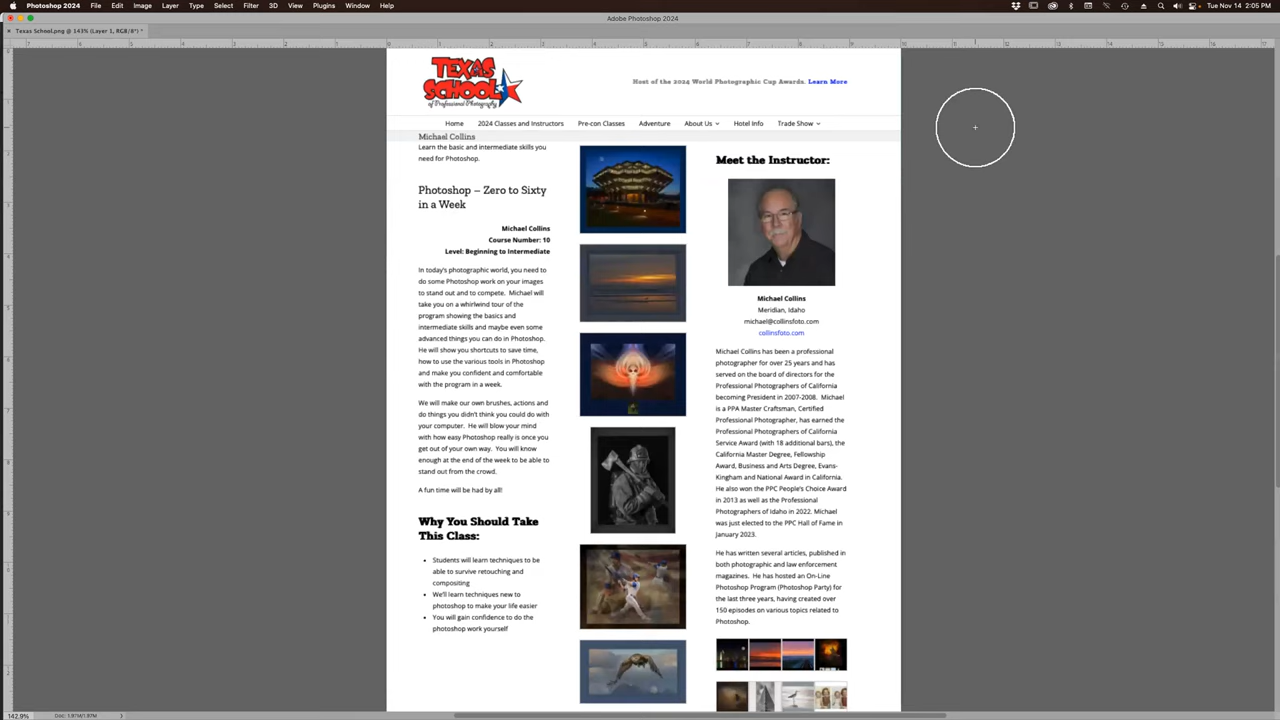 Photoshop 2024 File Edit Image Layer Type Select Filter 3D View Plugins Window Help
Tue Nov 14 2:05 PM
Adobe Photoshop 2024
Texas School.png @ 143% (Layer 1, RGB/8*) *
TEXAS
SCHOOL
of Professional Photography
Host of the 2024 World Photographic Cup Awards. Learn More
Home 2024 Classes and Instructors Pre-con Classes Adventure About Us Hotel Info Trade Show
Michael Collins
Learn the basic and intermediate skills you
need for Photoshop.
Photoshop – Zero to Sixty
in a Week
Michael Collins
Course Number: 10
Level: Beginning to Intermediate
In today's photographic world, you need to
do some Photoshop work on your images
to stand out and to compete. Michael will
take you on a whirlwind tour of the
program showing the basics and
intermediate skills and maybe even some
advanced things you can do in Photoshop.
He will show you shortcuts to save time,
how to use the various tools in Photoshop
and make you confident and comfortable
with the program in a week.
We will make our own brushes, actions and
do things you didn't think you could do with
your computer. He will blow your mind
with how easy Photoshop really is once you
get out of your own way. You will know
enough at the end of the week to be able to
stand out from the crowd.
A fun time will be had by all!
Why You Should Take
This Class:
• Students will learn techniques to be
able to survive retouching and
compositing
• We'll learn techniques new to
photoshop to make your life easier
• You will gain confidence to do the
photoshop work yourself
Meet the Instructor:
Michael Collins
Meridian, Idaho
michael@collinsfoto.com
collinsfoto.com
Michael Collins has been a professional
photographer for over 25 years and has
served on the board of directors for the
Professional Photographers of California
becoming President in 2007-2008. Michael
is a PPA Master Craftsman, Certified
Professional Photographer, has earned the
Professional Photographers of California
Service Award (with 18 additional bars), the
California Master Degree, Fellowship
Award, Business and Arts Degree, Evans-
Kingham and National Award in California.
He also won the PPC People's Choice Award
in 2013 as well as the Professional
Photographers of Idaho in 2022. Michael
was just elected to the PPC Hall of Fame in
January 2023.
He has written several articles, published in
both photographic and law enforcement
magazines. He has hosted an On-Line
Photoshop Program (Photoshop Party) for
the last three years, having created over
150 episodes on various topics related to
Photoshop.
142.9% Doc: 1.97M/1.97M